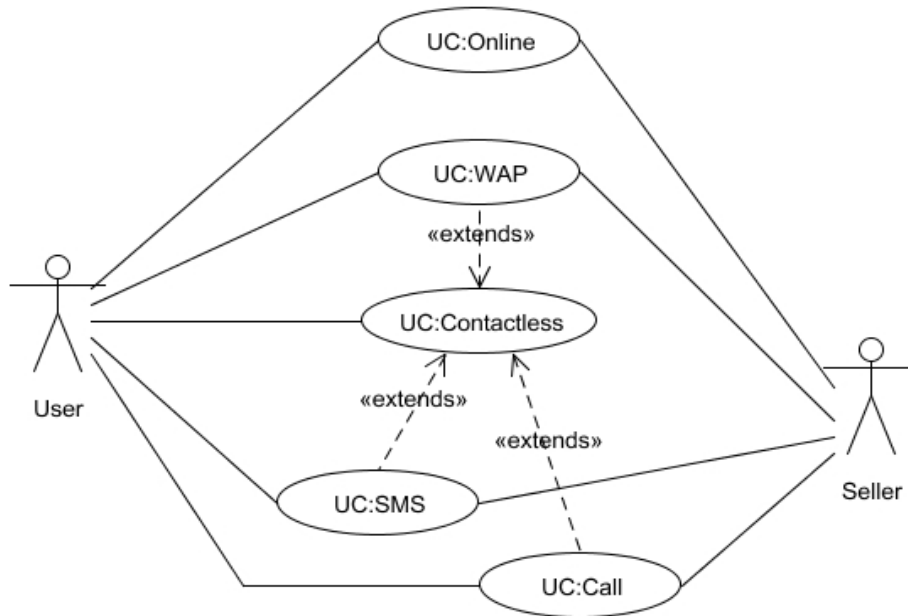 UC:Online
UC:WAP
«extends»
UC:Contactless
User
«extends»
«extends»
Seller
UC:SMS
UC:Call